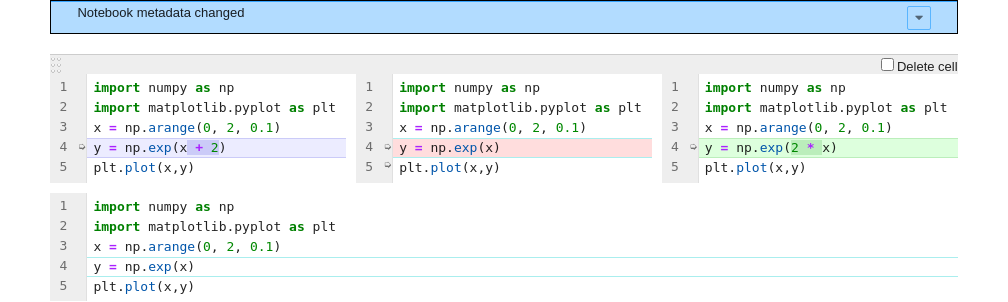 Notebook metadata changed
Delete cell
1 import numpy as np
2 import matplotlib.pyplot as plt
3 x = np.arange(0, 2, 0.1)
4 y = np.exp(x + 2)
5 plt.plot(x,y)
1 import numpy as np
2 import matplotlib.pyplot as plt
3 x = np.arange(0, 2, 0.1)
4 y = np.exp(x)
5 plt.plot(x,y)
1 import numpy as np
2 import matplotlib.pyplot as plt
3 x = np.arange(0, 2, 0.1)
4 y = np.exp(2 * x)
5 plt.plot(x,y)
1 import numpy as np
2 import matplotlib.pyplot as plt
3 x = np.arange(0, 2, 0.1)
4 y = np.exp(x)
5 plt.plot(x,y)